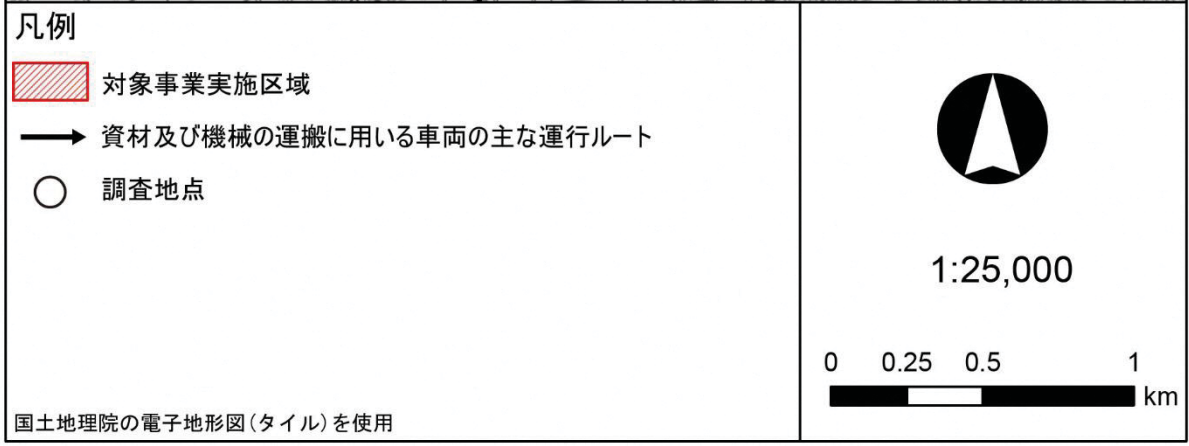 凡例
対象事業実施区域
資材及び機械の運搬に用いる車両の主な運行ルート
調査地点
国土地理院の電子地形図(タイル)を使用
1:25,000
0 0.25 0.5 1
km